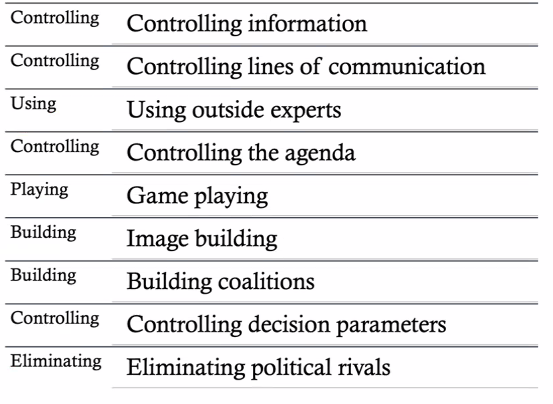 Controlling Controlling information
Controlling Controlling lines of communication
Using Using outside experts
Controlling Controlling the agenda
Playing Game playing
Building Image building
Building Building coalitions
Controlling Controlling decision parameters
Eliminating Eliminating political rivals